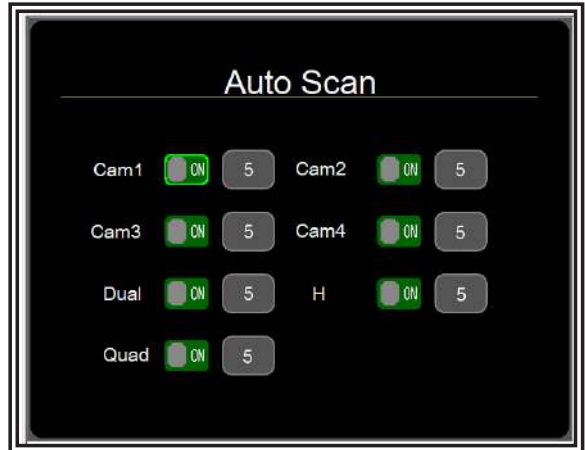 Auto Scan
Cam1 ON 5 Cam2 ON 5
Cam3 ON 5 Cam4 ON 5
Dual ON 5 H ON 5
Quad ON 5